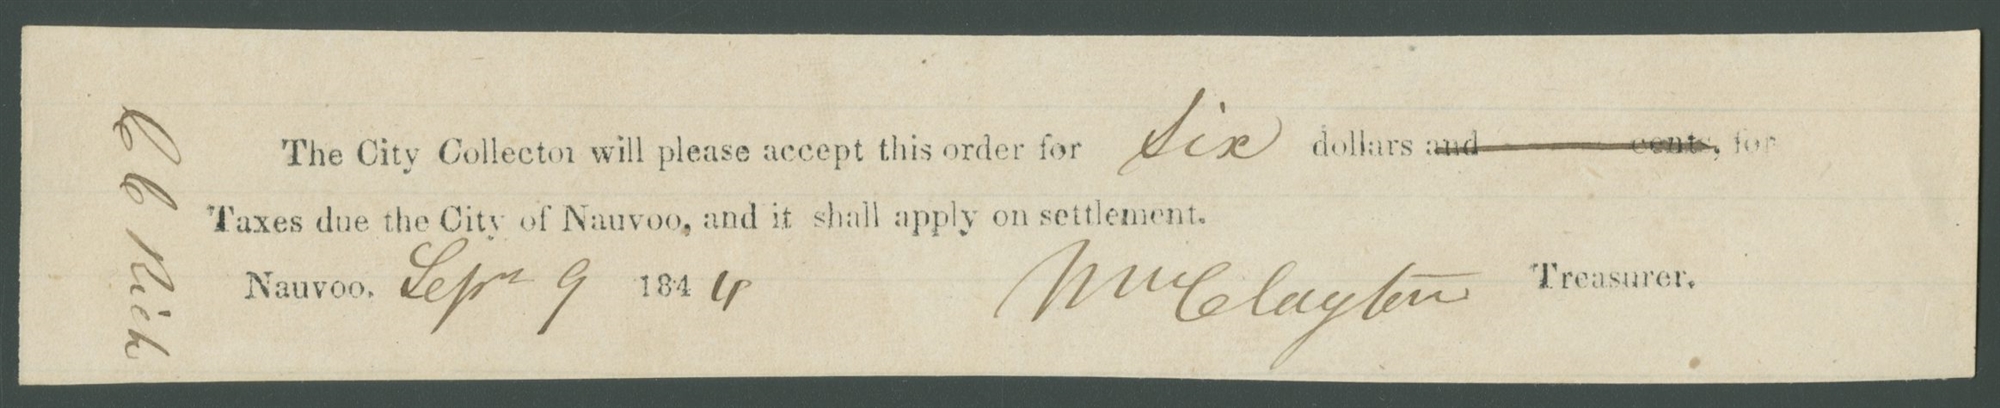 C C Rich
The City Collector will please accept this order for Six dollars and cents, for
Taxes due the City of Nauvoo, and it shall apply on settlement.
Nauvoo, Sepr 9 1844 Wm Clayton Treasurer.